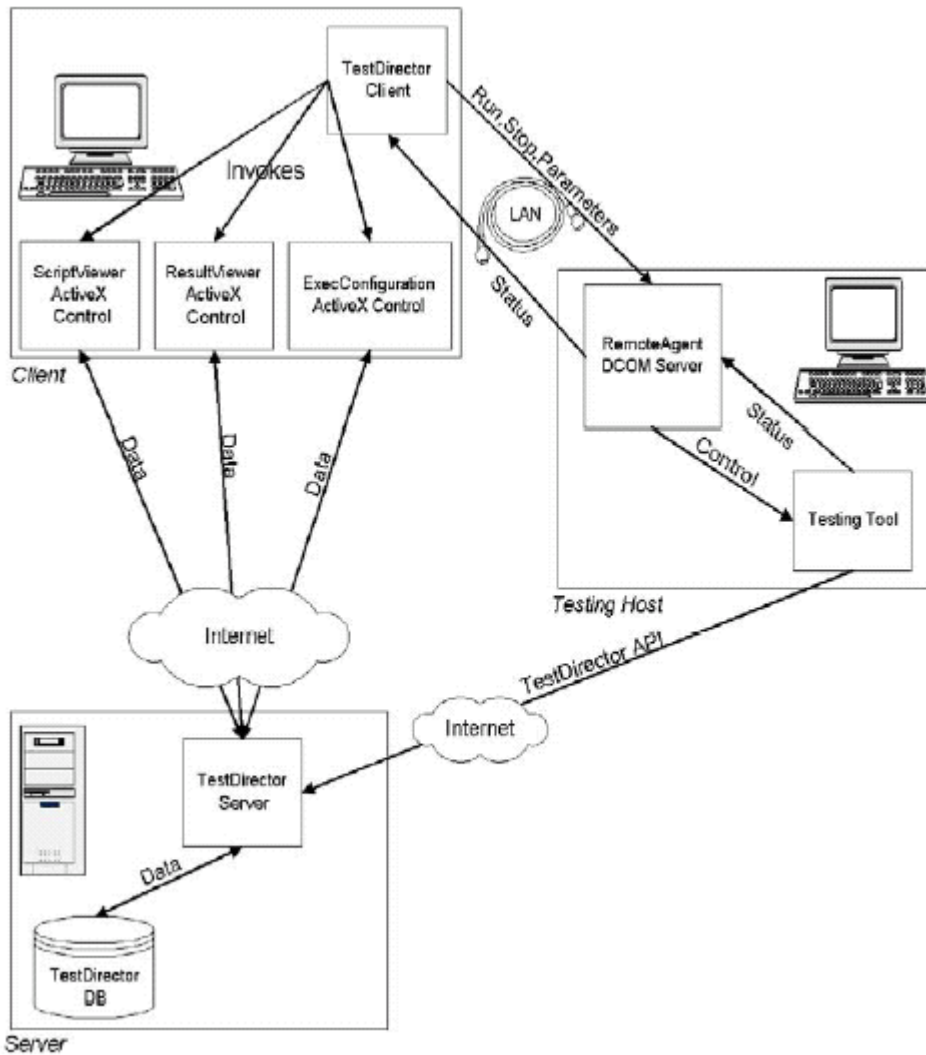 TestDirector
Client
Run,Stop,Parameters
Invokes
LAN
ScriptViewer
ActiveX
Control
ResultViewer
ActiveX
Control
ExecConfiguration
ActiveX Control
Status
Client
RemoteAgent
DCOM Server
Status
Control
Testing Tool
Testing Host
Data
Data
Data
Internet
TestDirector API
Internet
TestDirector
Server
Data
TestDirector
DB
Server